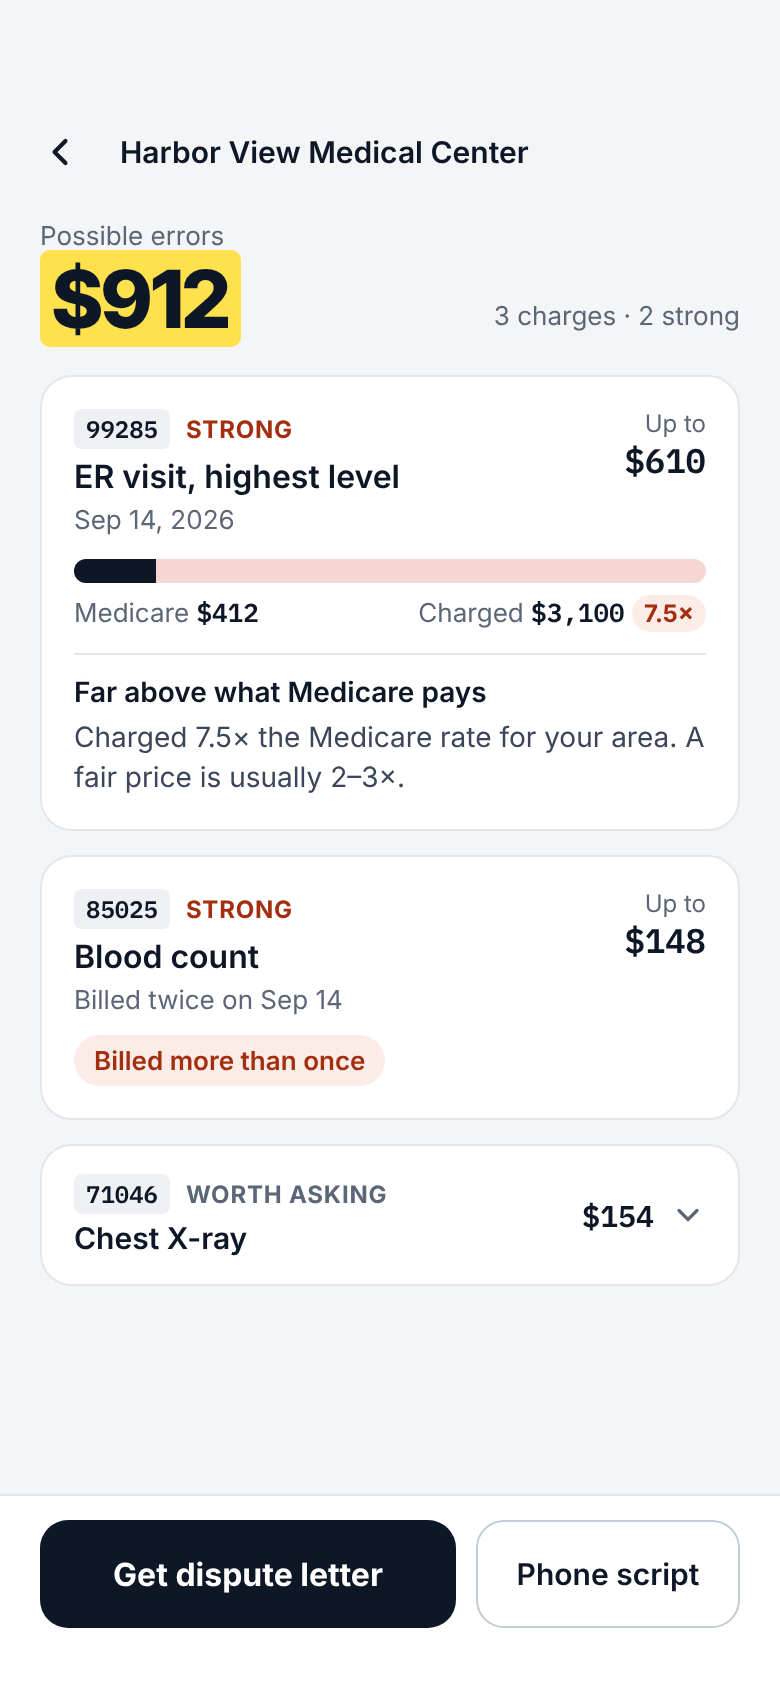 Harbor View Medical Center
Possible errors
$912
3 charges · 2 strong
99285 STRONG
Up to
$610
ER visit, highest level
Sep 14, 2026
Medicare $412
Charged $3,100 7.5×
Far above what Medicare pays
Charged 7.5× the Medicare rate for your area. A
fair price is usually 2–3×.
85025 STRONG
Up to
$148
Blood count
Billed twice on Sep 14
Billed more than once
71046 WORTH ASKING
$154
Chest X-ray
Get dispute letter
Phone script